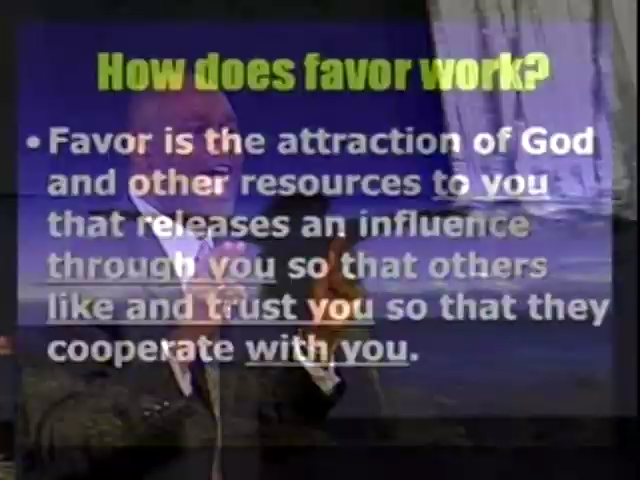 How does favor work?
• Favor is the attraction of God
and other resources to you
that releases an influence
through you so that others
like and trust you so that they
cooperate with you.